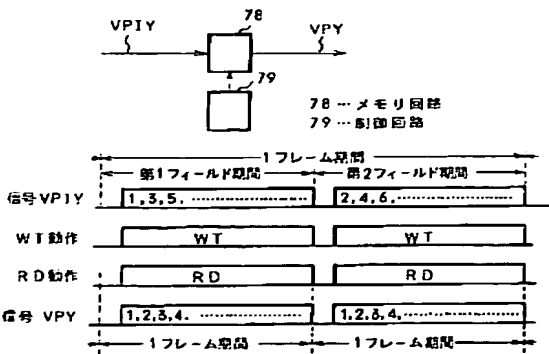 VPIY
78
VPY
79
78…メモリ回路
79…制御回路
1フレーム期間
第1フィールド期間
第2フィールド期間
信号VPIY
1,3,5,
2,4,6,
WT動作
WT
WT
RD動作
RD
RD
信号 VPY
1,2,3,4,
1,2,3,4,
1フレーム期間
1フレーム期間